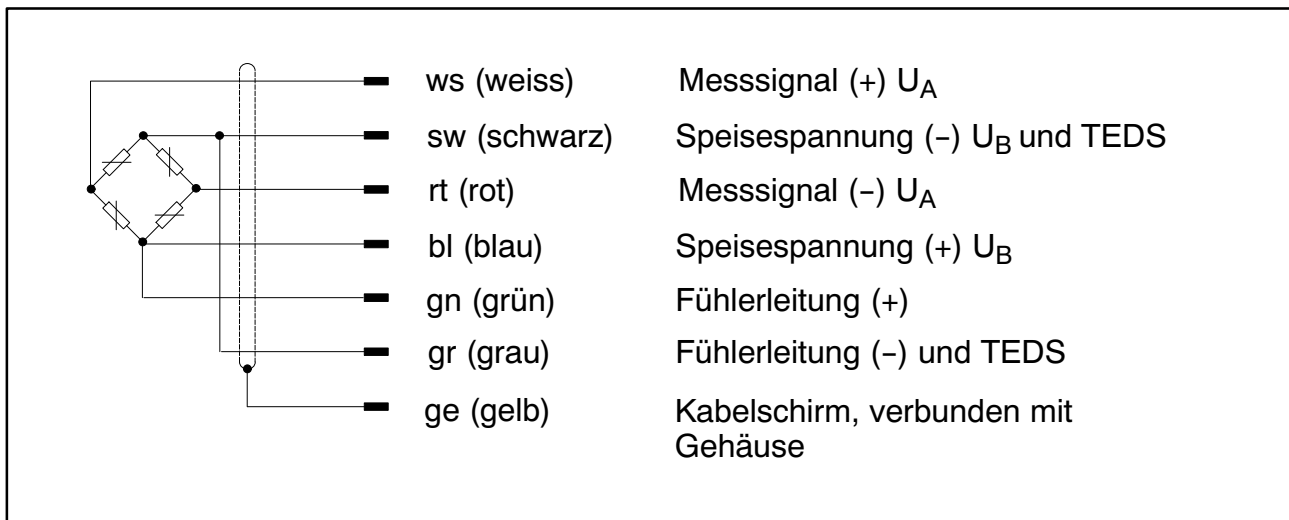 ws (weiss) Messsignal (+) UA
sw (schwarz) Speisespannung (–) UB und TEDS
rt (rot) Messsignal (–) UA
bl (blau) Speisespannung (+) UB
gn (grün) Fühlerleitung (+)
gr (grau) Fühlerleitung (–) und TEDS
ge (gelb) Kabelschirm, verbunden mit
Gehäuse